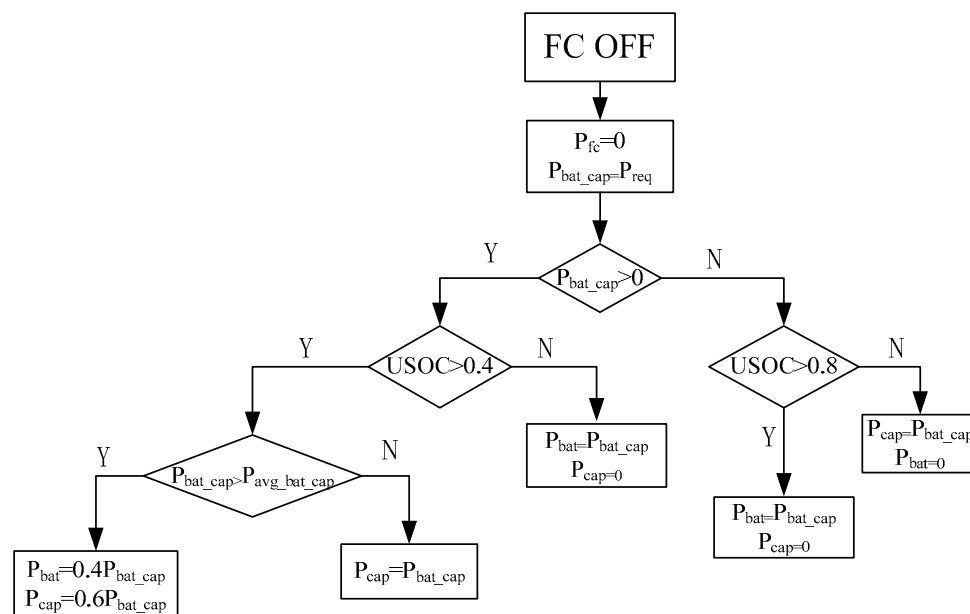 FC OFF
P_fc=0
P_bat_cap=P_req
Y
P_bat_cap>0
N
Y
USOC>0.4
N
USOC>0.8
N
Y
P_bat_cap>P_avg_bat_cap
N
P_bat=P_bat_cap
P_cap=0
Y
P_cap=P_bat_cap
P_bat=0
P_bat=0.4P_bat_cap
P_cap=0.6P_bat_cap
P_cap=P_bat_cap
P_bat=P_bat_cap
P_cap=0